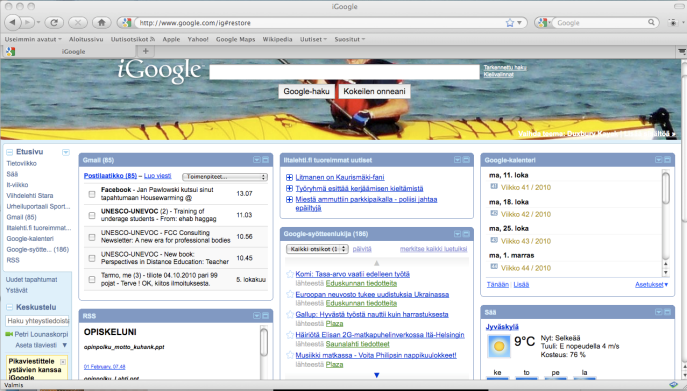 iGoogle
http://www.google.com/ig#restore
Google
Useimmin avatut
Aloitussivu
Uutisotsikot
Apple
Yahoo!
Google Maps
Wikipedia
Uutiset
Suositut
iGoogle
iGoogle
Tarkennettu haku
Kielivalinnat
Google-haku
Kokeilen onneani
Vaihda teema:
Etusivu
Tietoviikko
Sää
It-viikko
Viihdelehti Stara
Urheiluportaali Sport...
Gmail (85)
Iltalehti.fi tuoreimmat
Google-kalenteri
Google-syötte... (186)
RSS
Uudet tapahtumat
Ystävät
Keskustelu
Haku yhteystiedoista
Petri Lounaskorpi
Aseta tilaviesti
Pikaviestittele
ystävien kanssa
iGoogle
Gmail (85)
Postilaatikko (85) – Luo viesti
Toimenpiteet...
Facebook - Jan Pawlowski kutsui sinut
tapahtumaan Housewarming @
13.07
UNESCO-UNEVOC (2) - Training of
underage students - From: ehab haggag
11.03
UNESCO-UNEVOC - FCC Consulting
Newsletter: A new era for professional bodies
10.56
UNESCO-UNEVOC - New book:
Perspectives in Distance Education: Teacher
10.45
Tarmo, me (3) - tiliote 04.10.2010 pari 99
pojat - Terve ! OK, kiitos ilmoituksesta.
5. lokakuu
RSS
OPISKELUNI
opinpolku_motto_kuhank.ppt
01 February, 07.48
opinpolku_Lahti.ppt
Iltalehti.fi tuoreimmat uutiset
Litmanen on Kaurismäki-fani
Työryhmä esittää kerjäämisen kieltämistä
Miestä ammuttiin parkkipaikalla - poliisi jahtaa
epäiltyjä
Google-syötteenlukija (186)
Kaikki otsikot (1
päivitä
merkitse kaikki luetuiksi
Komi: Tasa-arvo vaatii edelleen työtä
lähteestä Eduskunnan tiedotteita
Euroopan neuvosto tukee uudistuksia Ukrainassa
lähteestä Eduskunnan tiedotteita
Gallup: Hyvästä työstä nauttii kuin harrastuksesta
lähteestä Plaza
Häiriötä Elisan 2G-matkapuhelinverkossa Itä-Helsingin
lähteestä Saunalahti tiedotteet
Musiikki matkassa - Voita Philipsin nappikuulokkeet!
lähteestä Plaza
Google-kalenteri
ma, 11. loka
Viikko 41 / 2010
ma, 18. loka
Viikko 42 / 2010
ma, 25. loka
Viikko 43 / 2010
ma, 1. marras
Viikko 44 / 2010
Tänään
Lisää
Asetukset
Sää
Jyväskylä
9°C
Nyt: Selkeää
Tuuli: E nopeudella 4 m/s
Kosteus: 76 %
ke
to
pe
la
Valmis